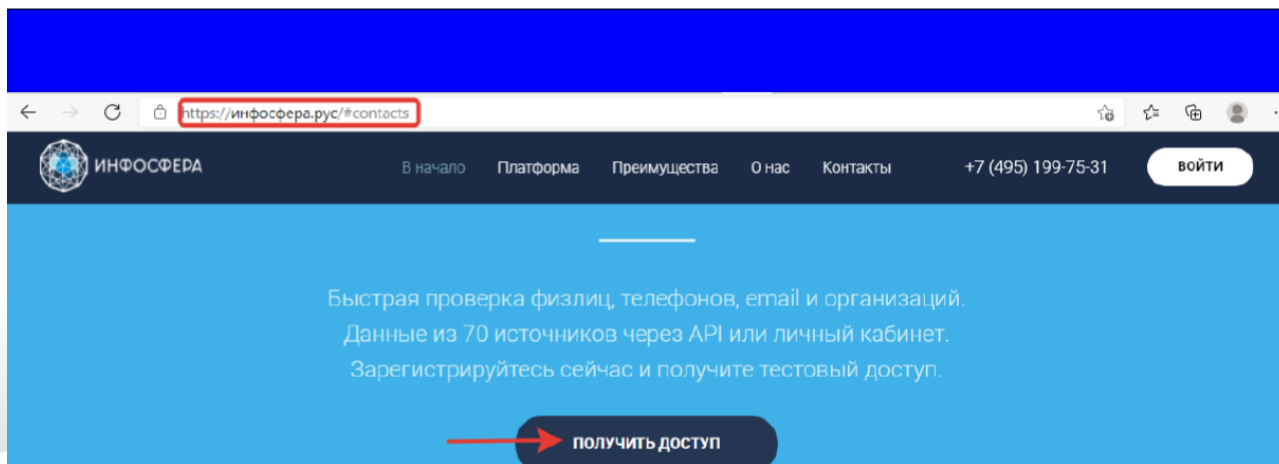 https://инфосфера.рус/#contacts
ИНФОСФЕРА
В начало Платформа Преимущества О нас Контакты +7 (495) 199-75-31 ВОЙТИ
Быстрая проверка физлиц, телефонов, email и организаций.
Данные из 70 источников через API или личный кабинет.
Зарегистрируйтесь сейчас и получите тестовый доступ.
ПОЛУЧИТЬ ДОСТУП